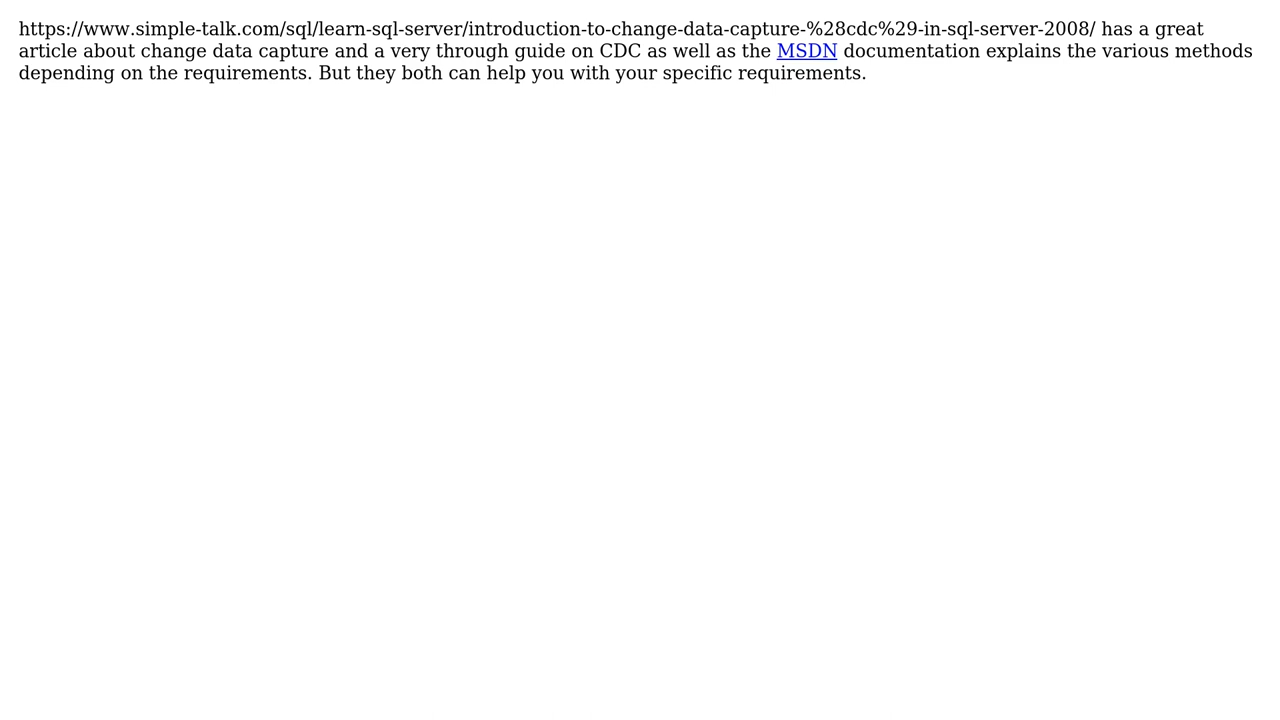 https://www.simple-talk.com/sql/learn-sql-server/introduction-to-change-data-capture-%28cdc%29-in-sql-server-2008/ has a great
article about change data capture and a very through guide on CDC as well as the MSDN documentation explains the various methods
depending on the requirements. But they both can help you with your specific requirements.